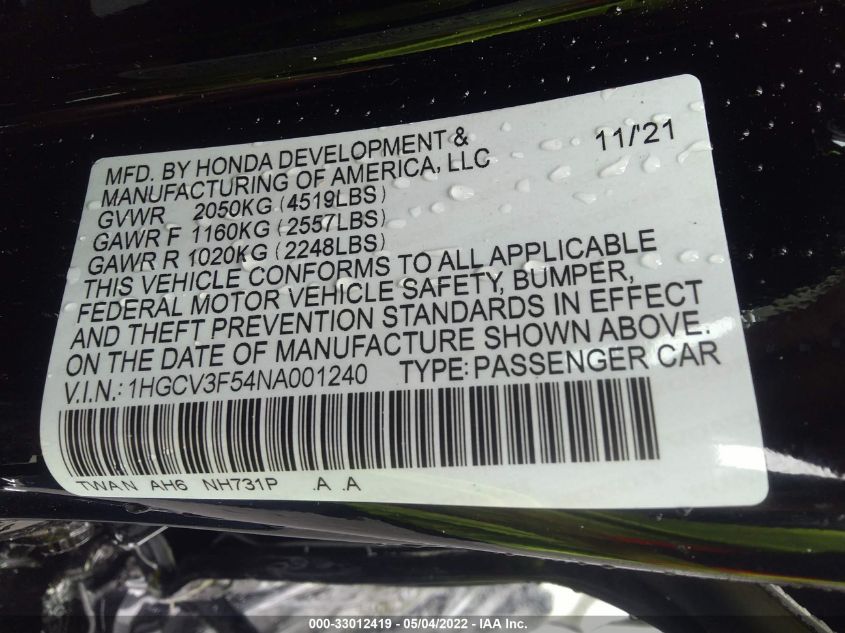 11/'21
MFD. BY HONDA DEVELOPMENT &
MANUFACTURING OF AMERICA, LLC
GVWR 2050KG (4519LBS)
GAWR F 1160KG (2557LBS)
GAWR R 1020KG (2248LBS)
THIS VEHICLE CONFORMS TO ALL APPLICABLE
FEDERAL MOTOR VEHICLE SAFETY, BUMPER,
AND THEFT PREVENTION STANDARDS IN EFFECT
ON THE DATE OF MANUFACTURE SHOWN ABOVE.
V.I.N.: 1HGCV3F54NA001240 TYPE: PASSENGER CAR
TWAN AH6 NH731P .A .A
000-33012419 - 05/04/2022 - IAA Inc.